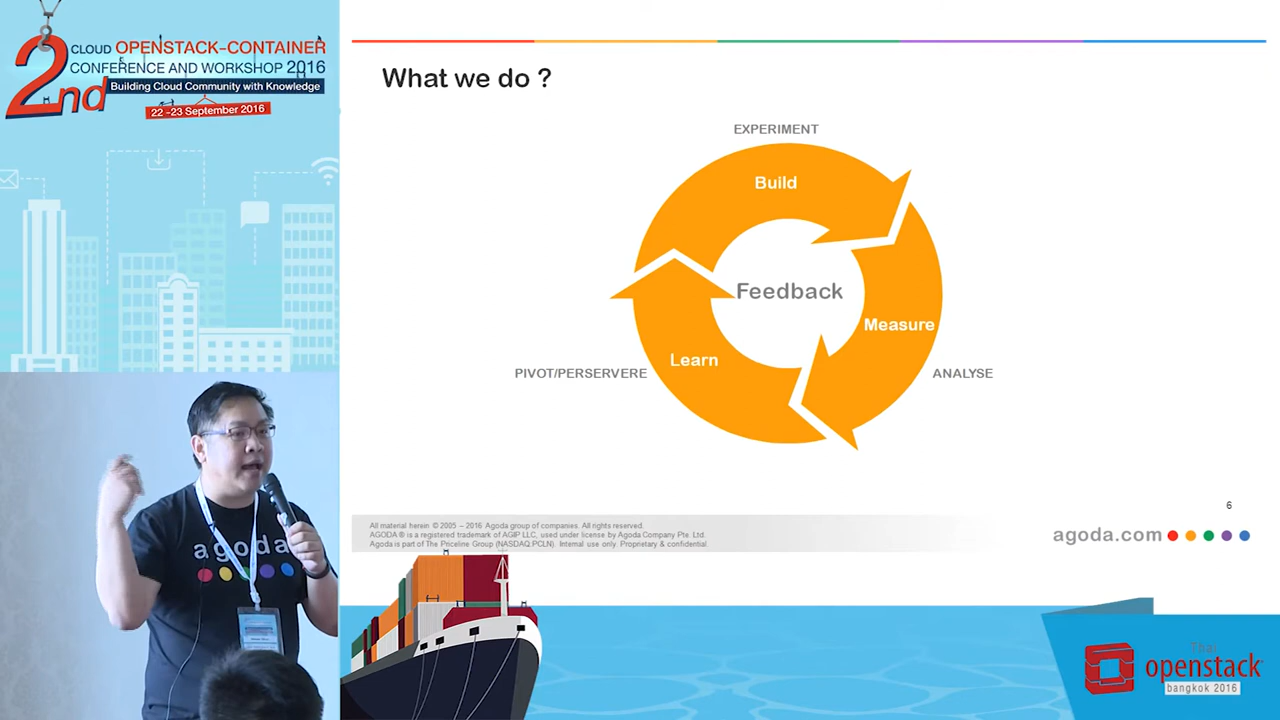 2nd
CLOUD OPENSTACK-CONTAINER
CONFERENCE AND WORKSHOP 2016
Building Cloud Community with Knowledge
22 -23 September 2016
What we do ?
EXPERIMENT
Build
Feedback
Measure
Learn
PIVOT/PERSERVERE
ANALYSE
6
All material herein © 2005 – 2016 Agoda group of companies. All rights reserved.
AGODA ® is a registered trademark of AGIP LLC, used under license by Agoda Company Pte. Ltd.
Agoda is part of The Priceline Group (NASDAQ:PCLN). Internal use only. Proprietary & confidential.
agoda.com
agoda
Thai
openstack
bangkok 2016